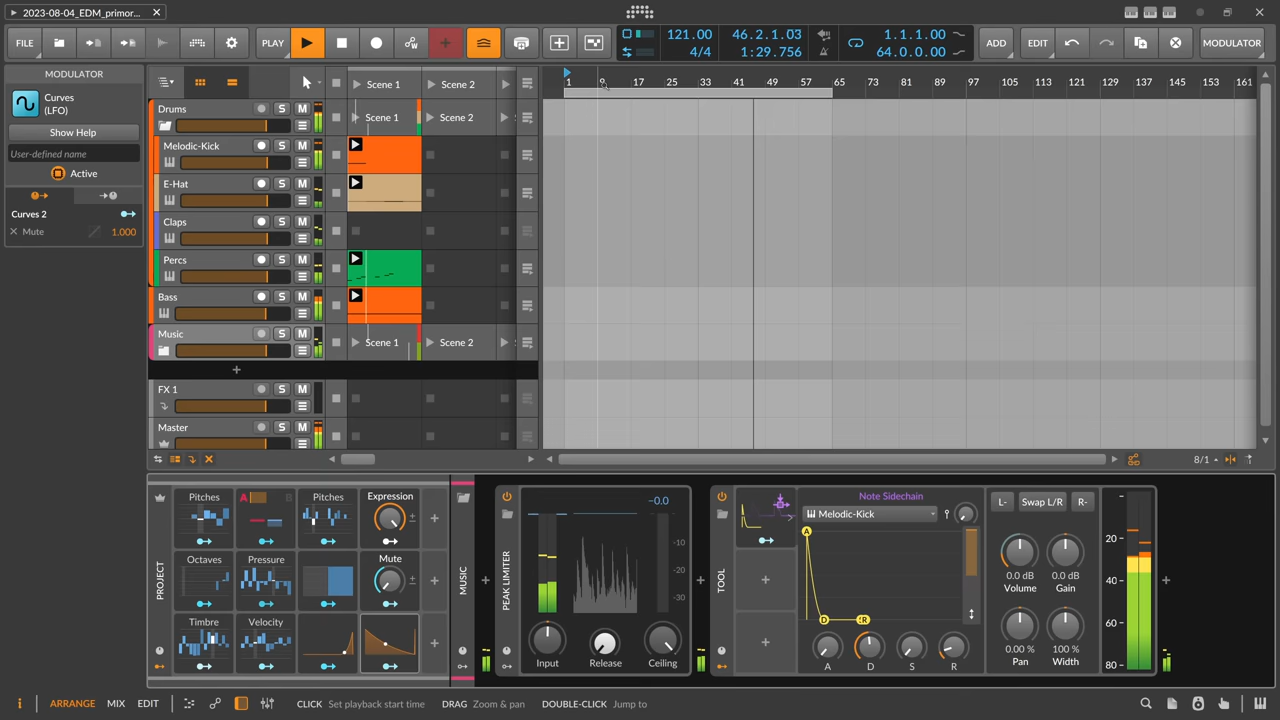 2023-08-04_EDM_primor...
FILE
PLAY
121.00
4/4
46.2.1.03
1:29.756
1.1.1.00
64.0.0.00
ADD
EDIT
MODULATOR
MODULATOR
Curves
(LFO)
Show Help
User-defined name
Active
Curves 2
Mute
1.000
Scene 1
Scene 2
1
9
17
25
33
41
49
57
65
73
81
89
97
105
113
121
129
137
145
153
161
Drums
S
M
Scene 1
Scene 2
Melodic-Kick
S
M
E-Hat
S
M
Claps
S
M
Percs
S
M
Bass
S
M
Music
S
M
Scene 1
Scene 2
+
FX 1
S
M
Master
S
M
8/1
PROJECT
Pitches
A
B
Pitches
Expression
Octaves
Pressure
Mute
Timbre
Velocity
MUSIC
PEAK LIMITER
-0.0
-10
-20
-30
Input
Release
Ceiling
TOOL
Note Sidechain
Melodic-Kick
A
D
R
A
D
S
R
L-
Swap L/R
R-
0.0 dB
Volume
0.0 dB
Gain
0.00 %
Pan
100 %
Width
20
40
60
80
ARRANGE
MIX
EDIT
CLICK Set playback start time
DRAG Zoom & pan
DOUBLE-CLICK Jump to